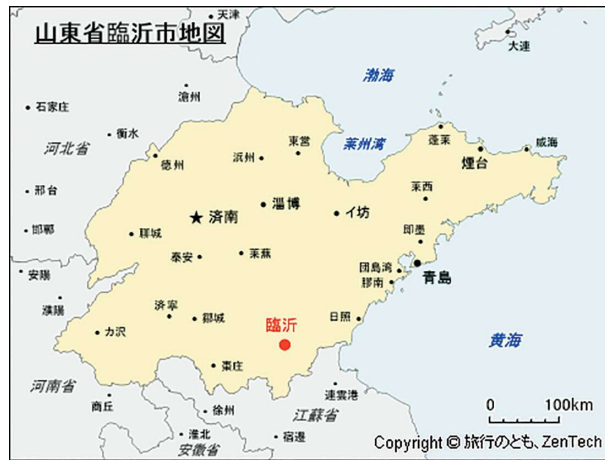 山東省臨沂市地図
天津
大連
渤海
石家庄
滄州
河北省
衡水
東営
莱州湾
蓬莱
威海
徳州
浜州
煙台
邢台
莱西
淄博
イ坊
済南
邯鄲
聊城
即墨
泰安
莱蕪
団島湾
青島
安陽
膠南
濮陽
済寧
鄒城
日照
臨沂
カ沢
黄海
棗庄
河南省
連雲港
商丘
徐州
江蘇省
0 100km
淮北
宿遷
安徽省
Copyright © 旅行のとも、ZenTech